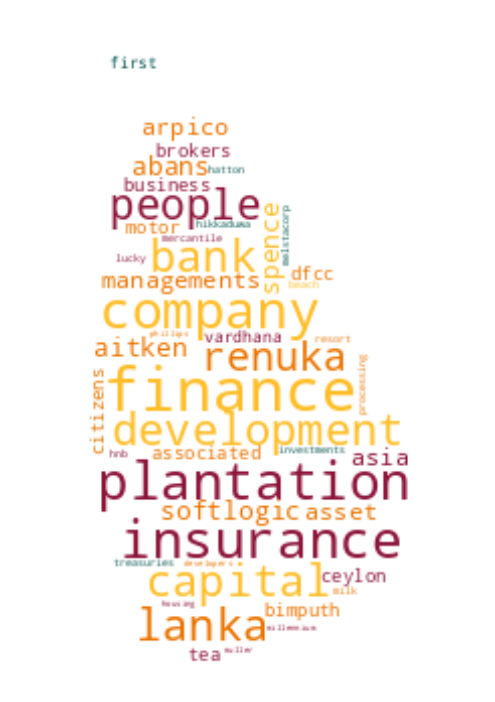 first
arpico
brokers
abans hatton
business
people
spence
melstacorp
motor hikkaduwa
mercantile
bank
lucky
dfcc
managements beach
company
phillips
vardhana resort
aitken renuka
processing
citizens
finance
development
hnb associated investments
asia
plantation
softlogic asset
insurance
treasuries developers
capital ceylon
milk
housing
bimputh
lanka millennium
tea muller